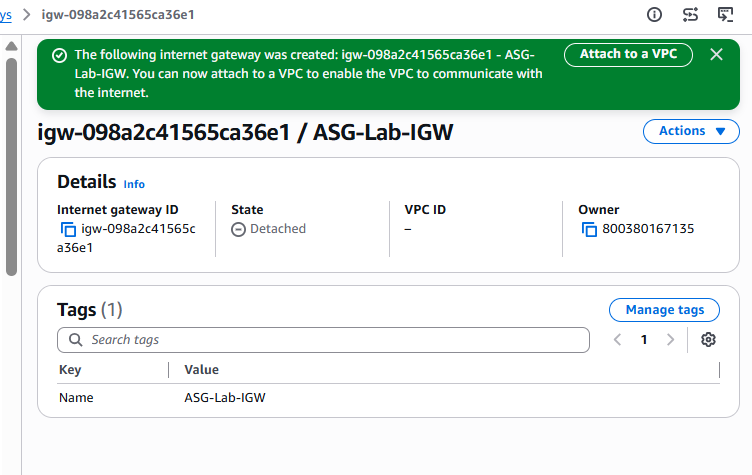 ys > igw-098a2c41565ca36e1
The following internet gateway was created: igw-098a2c41565ca36e1 - ASG-
Lab-IGW. You can now attach to a VPC to enable the VPC to communicate with
the internet.
Attach to a VPC
igw-098a2c41565ca36e1 / ASG-Lab-IGW
Actions
Details Info
Internet gateway ID
igw-098a2c41565c
a36e1
State
Detached
VPC ID
–
Owner
800380167135
Tags (1)
Manage tags
Search tags
1
Key Value
Name ASG-Lab-IGW